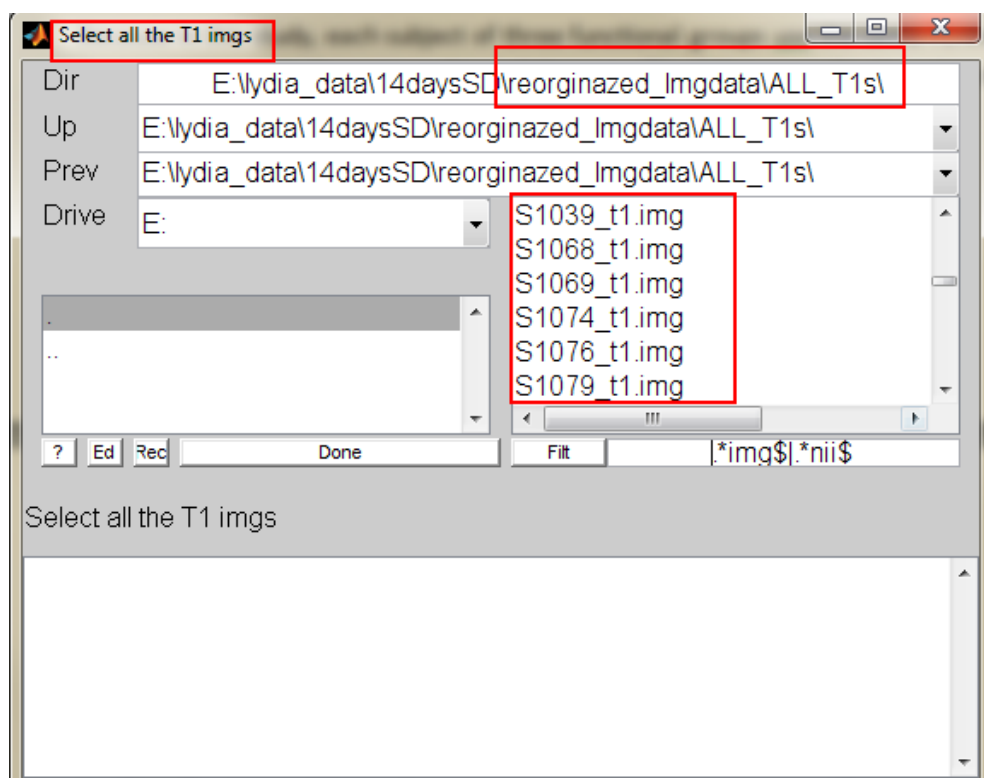 Select all the T1 imgs
Dir E:\lydia_data\14daysSD\reorginazed_Imgdata\ALL_T1s\
Up E:\lydia_data\14daysSD\reorginazed_Imgdata\ALL_T1s\
Prev E:\lydia_data\14daysSD\reorginazed_Imgdata\ALL_T1s\
Drive E:
S1039_t1.img
S1068_t1.img
S1069_t1.img
S1074_t1.img
S1076_t1.img
S1079_t1.img
.
..
? Ed Rec Done Filt .*img$|.*nii$
Select all the T1 imgs